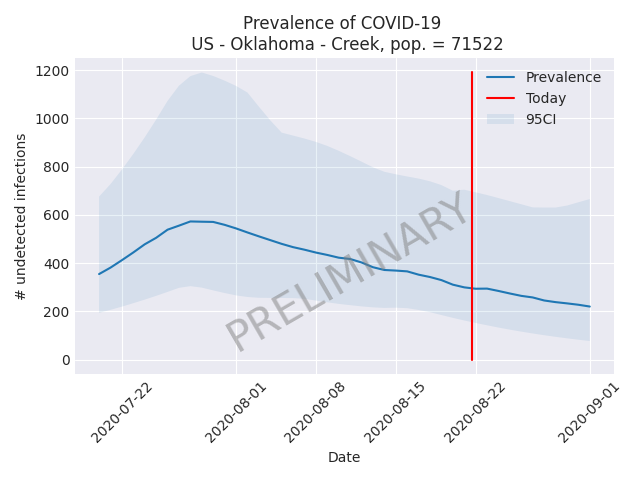 Prevalence of COVID-19
US - Oklahoma - Creek, pop. = 71522
1200
1000
800
600
400
200
0
# undetected infections
Prevalence
Today
95CI
PRELIMINARY
2020-07-22
2020-08-01
2020-08-08
2020-08-15
2020-08-22
2020-09-01
Date